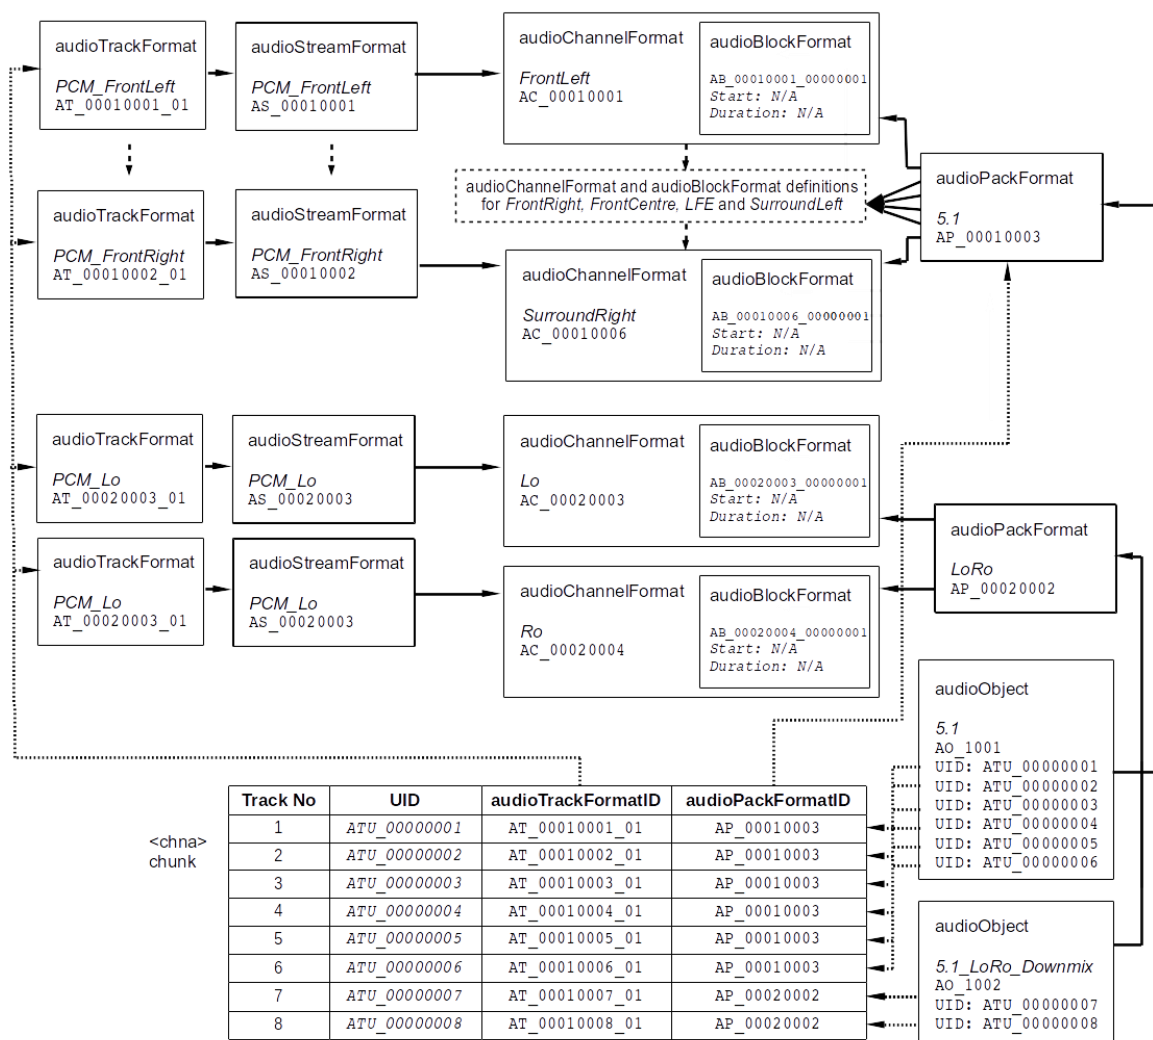 audioTrackFormat
PCM_FrontLeft
AT_00010001_01
audioStreamFormat
PCM_FrontLeft
AS_00010001
audioChannelFormat
FrontLeft
AC_00010001
audioBlockFormat
AB_00010001_00000001
Start: N/A
Duration: N/A
audioChannelFormat and audioBlockFormat definitions
for FrontRight, FrontCentre, LFE and SurroundLeft
audioPackFormat
5.1
AP_00010003
audioTrackFormat
PCM_FrontRight
AT_00010002_01
audioStreamFormat
PCM_FrontRight
AS_00010002
audioChannelFormat
SurroundRight
AC_00010006
audioBlockFormat
AB_00010006_00000001
Start: N/A
Duration: N/A
audioTrackFormat
PCM_Lo
AT_00020003_01
audioStreamFormat
PCM_Lo
AS_00020003
audioChannelFormat
Lo
AC_00020003
audioBlockFormat
AB_00020003_00000001
Start: N/A
Duration: N/A
audioPackFormat
LoRo
AP_00020002
audioTrackFormat
PCM_Lo
AT_00020003_01
audioStreamFormat
PCM_Lo
AS_00020003
audioChannelFormat
Ro
AC_00020004
audioBlockFormat
AB_00020004_00000001
Start: N/A
Duration: N/A
audioObject
5.1
AO_1001
UID: ATU_00000001
UID: ATU_00000002
UID: ATU_00000003
UID: ATU_00000004
UID: ATU_00000005
UID: ATU_00000006
audioObject
5.1_LoRo_Downmix
AO_1002
UID: ATU_00000007
UID: ATU_00000008
<chna>
chunk
Track No UID audioTrackFormatID audioPackFormatID
1 ATU_00000001 AT_00010001_01 AP_00010003
2 ATU_00000002 AT_00010002_01 AP_00010003
3 ATU_00000003 AT_00010003_01 AP_00010003
4 ATU_00000004 AT_00010004_01 AP_00010003
5 ATU_00000005 AT_00010005_01 AP_00010003
6 ATU_00000006 AT_00010006_01 AP_00010003
7 ATU_00000007 AT_00010007_01 AP_00020002
8 ATU_00000008 AT_00010008_01 AP_00020002